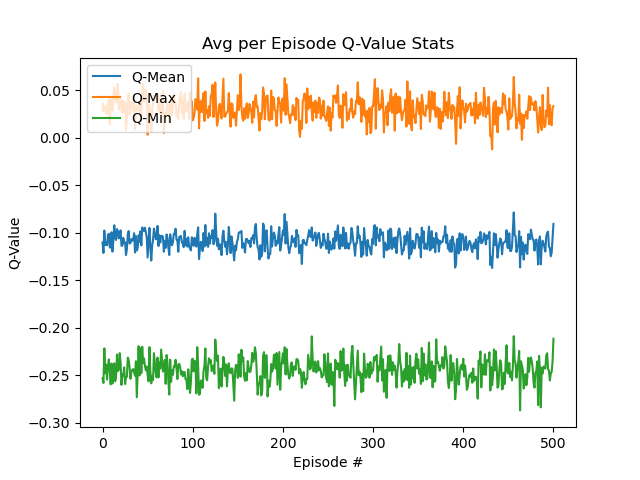 Avg per Episode Q-Value Stats
Q-Mean
Q-Max
Q-Min
0.05
0.00
−0.05
−0.10
−0.15
−0.20
−0.25
−0.30
Q-Value
0 100 200 300 400 500
Episode #